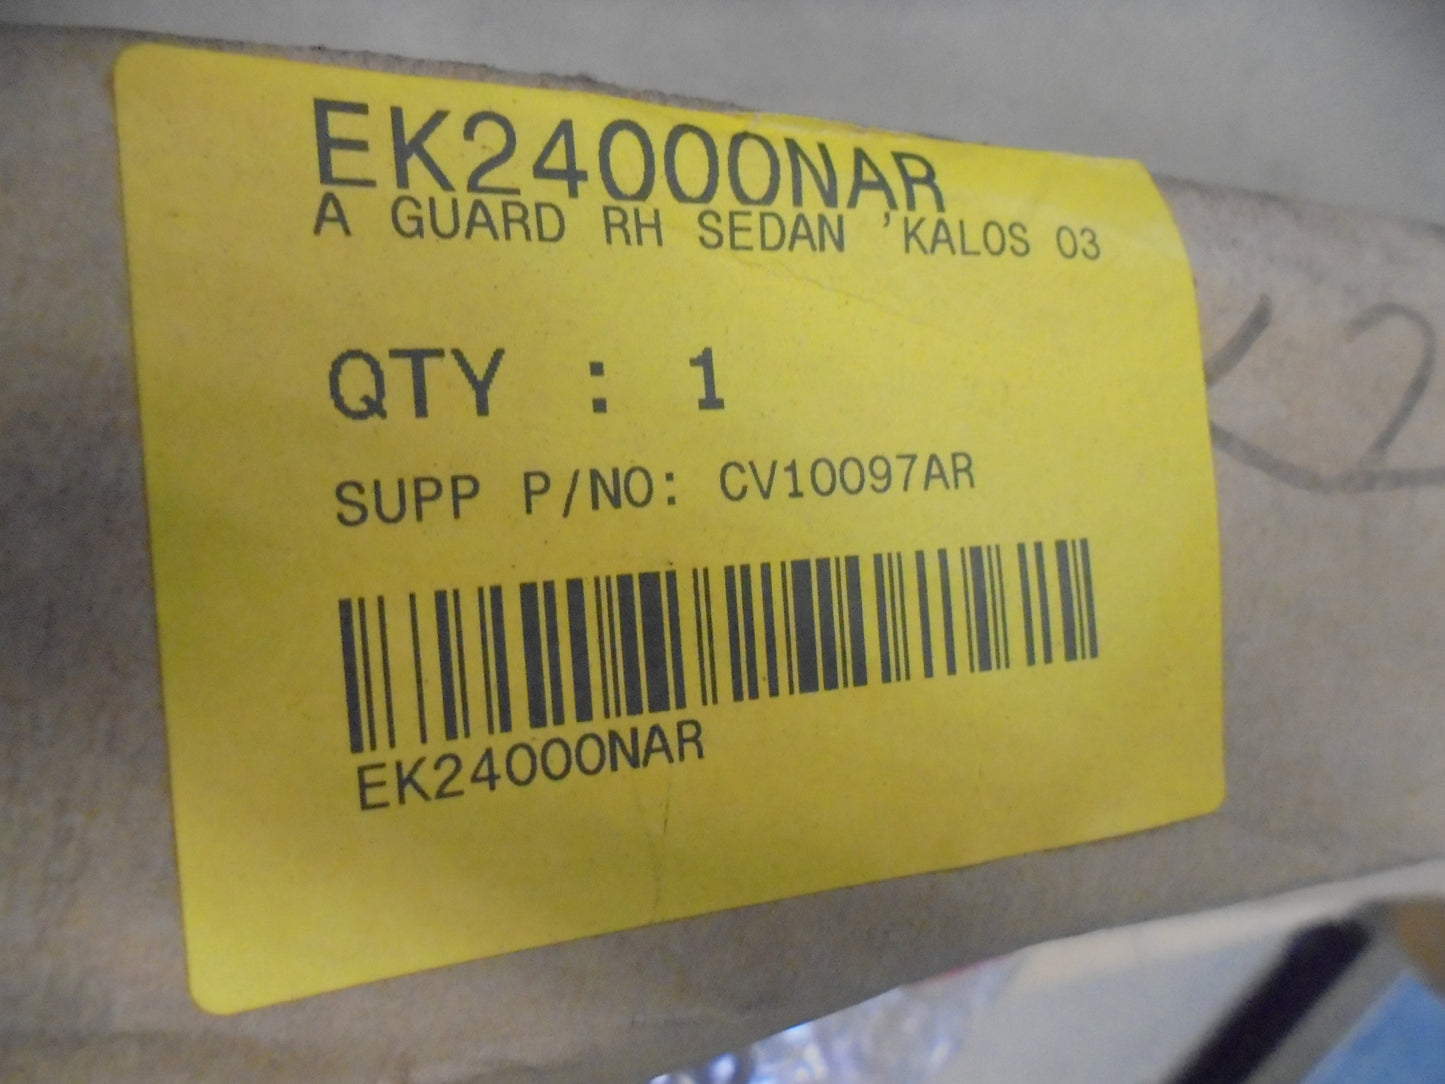 EK24000NAR
A GUARD RH SEDAN 'KALOS 03
QTY : 1
SUPP P/NO: CV10097AR
EK24000NAR